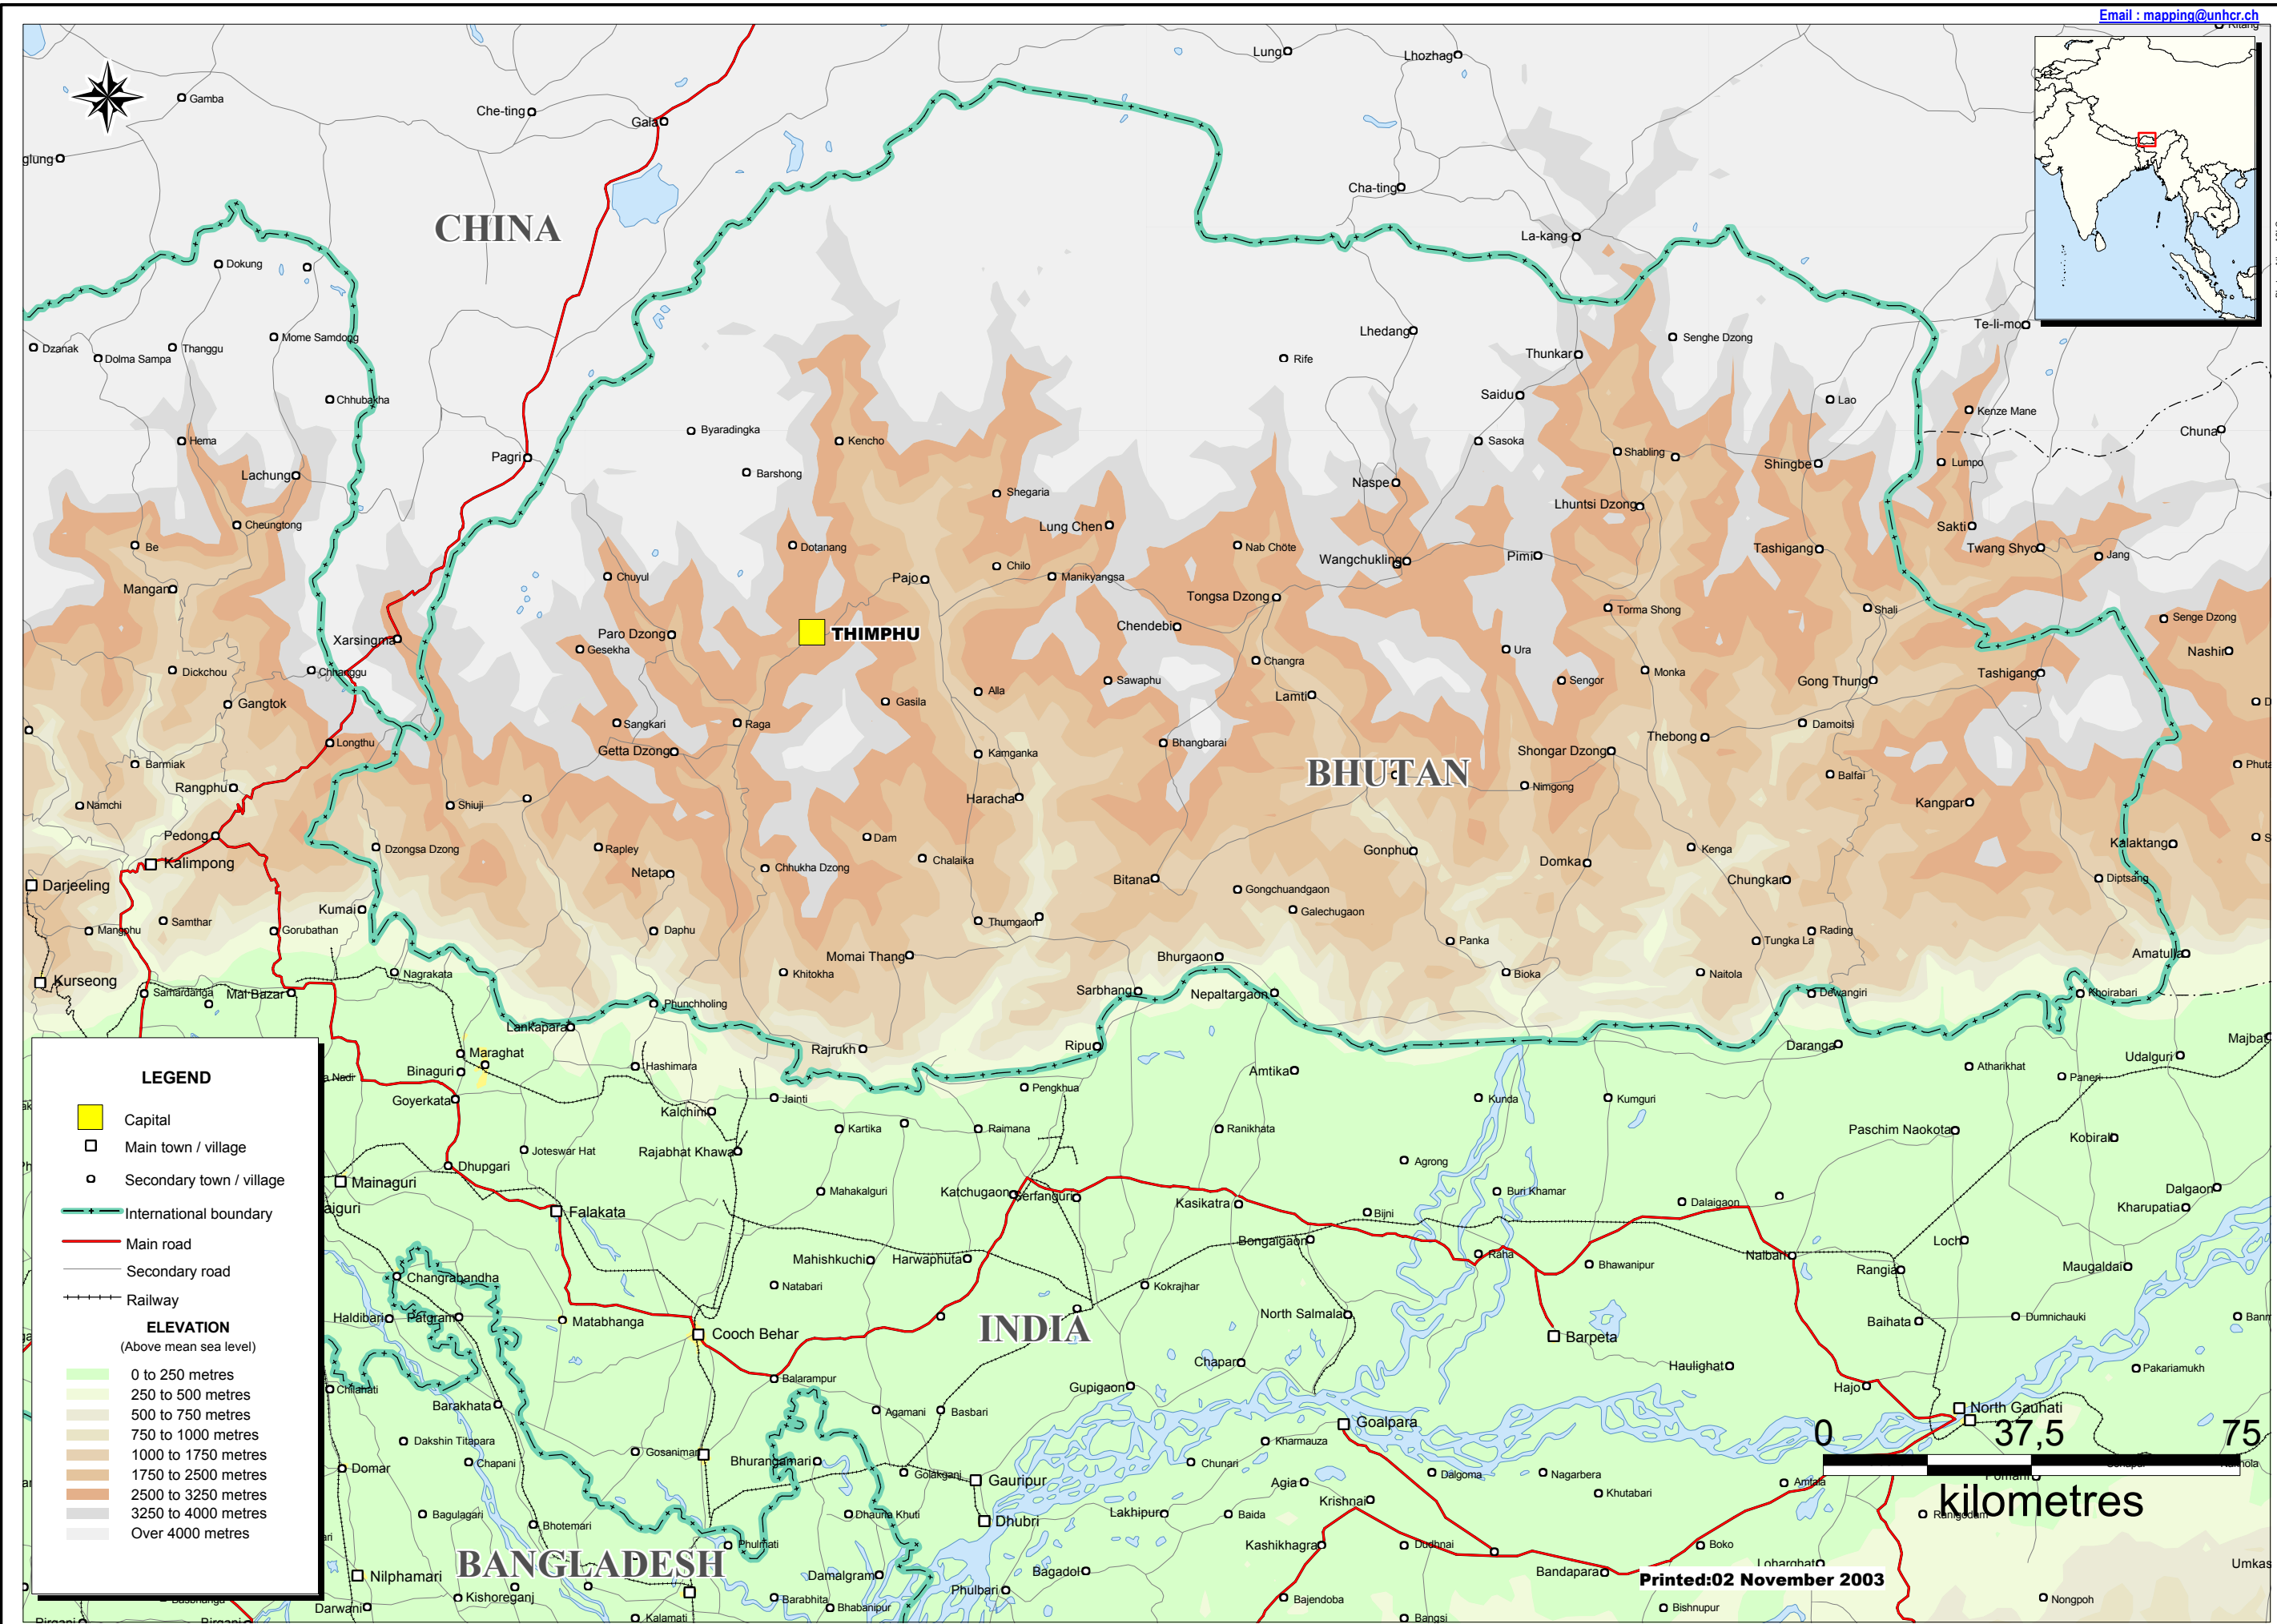 Email : mapping@unhcr.ch
Lung
Lhozhag
Gamba
Che-ting
Gala
glüng
Cha-ting
CHINA
La-kang
Dokung
Te-li-mo
Lhedang
Mome Samdong
Dzanak
Dolma Sampa
Thanggu
Rife
Thunkar
Senghe Dzong
Saidu
Chhubakha
Lao
Kenze Mane
Byaradingka
Kencho
Hema
Sasoka
Chuna
Pagri
Shabling
Shingbe
Lumpo
Lachung
Barshong
Naspe
Shegaria
Lhuntsi Dzong
Cheungtong
Lung Chen
Sakti
Be
Dotanang
Nab Chöte
Wangchukling
Pimi
Tashigang
Twang Shyo
Jang
Chilo
Manikyangsa
Chuyul
Pajo
Mangan
Tongsa Dzong
Torma Shong
Shali
Senge Dzong
Xarsingma
Paro Dzong
THIMPHU
Chendebi
Gesekha
Ura
Nashir
Changra
Dickchou
Chhanggu
Monka
Tashigang
Sawaphu
Sengor
Gong Thung
Alla
Lamti
Gangtok
Gasila
Sangkari
Raga
Damoitsi
Longthu
Getta Dzong
Kamganka
Bhangbarai
Shongar Dzong
Thebong
Barmiak
BHUTAN
Balfai
Phuta
Rangphu
Nimgong
Namchi
Shiuji
Haracha
Kangpar
Pedong
Dam
Kalaktang
Dzongsa Dzong
Rapley
Gonphu
Kenga
Kalimpong
Chalaika
Domka
Chhukha Dzong
Netap
Bitana
Chungkar
Diptsang
Darjeeling
Gongchuandgaon
Kumai
Galechugaon
Samthar
Thumgaon
Mangphu
Gorubathan
Daphu
Panka
Tungka La
Rading
Momai Thang
Bhurgaon
Amatulla
Kurseong
Nagrakata
Khitokha
Bioka
Naitola
Samardanga
Mal Bazar
Phunchholing
Sarbhang
Nepaltargaon
Dewangiri
Khoirabari
Lankapara
Rajrukh
Ripu
Daranga
Majbat
Maraghat
Udalguri
Binaguri
Hashimara
Amtika
Atharikhat
Paneri
a Nadi
Pengkhua
Goyerkata
Jainti
Kunda
Kumguri
Kalchini
Kartika
Raimana
Ranikhata
Paschim Naokota
Kobirali
Joteswar Hat
Rajabhat Khawa
Dhupgari
Agrong
Mainaguri
Mahakalguri
Katchugaon
Serfanguri
Buri Khamar
Dalgaon
aiguri
Falakata
Kasikatra
Bijni
Dalaigaon
Kharupatia
Bongaigaon
Loch
Mahishkuchi
Harwaphuta
Raha
Nalbari
Bhawanipur
Rangia
Maugaldai
Changrabandha
Natabari
Kokrajhar
Haldibari
Patgram
Matabhanga
North Salmala
Baihata
Dumnichauki
Cooch Behar
INDIA
Barpeta
Chapar
Haulighat
Pakariamukh
Chilahati
Balarampur
Gupigaon
Hajo
Barakhata
Agamani
Basbari
North Gauhati
Goalpara
Dakshin Titapara
Gosanimari
Kharmauza
Domar
Chapani
Bhurangamari
Golakganj
Chunari
Dalgoma
Nagarbera
Gauripur
Agia
Amtala
Khutabari
Krishnai
Bagulagari
Dhauna Khuti
Lakhipur
Baida
Ranigodam
Bhotemari
Dhubri
Phulmati
Kashikhagra
Dudhnai
Boko
BANGLADESH
Loharghat
Umkas
Nilphamari
Damalgram
Bagadol
Bandapara
Phulbari
Kishoreganj
Barabhita
Bajendoba
Nongpoh
Darwani
Bhabanipur
Bishnupur
Kalamati
Bangsi
LEGEND
Capital
Main town / village
Secondary town / village
International boundary
Main road
Secondary road
Railway
ELEVATION
(Above mean sea level)
0 to 250 metres
250 to 500 metres
500 to 750 metres
750 to 1000 metres
1000 to 1750 metres
1750 to 2500 metres
2500 to 3250 metres
3250 to 4000 metres
Over 4000 metres
0 37,5 75
kilometres
Printed:02 November 2003